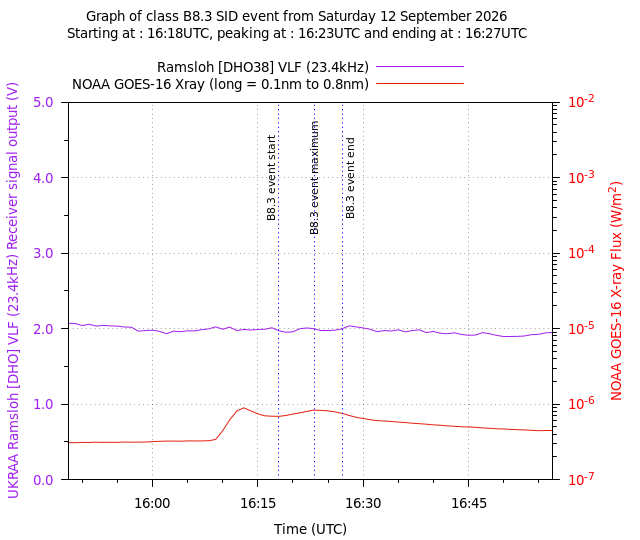 Graph of class B8.3 SID event from Saturday 12 September 2026
Starting at : 16:18UTC, peaking at : 16:23UTC and ending at : 16:27UTC
Ramsloh [DHO38] VLF (23.4kHz)
NOAA GOES-16 Xray (long = 0.1nm to 0.8nm)
UKRAA Ramsloh [DHO] VLF (23.4kHz) Receiver signal output (V)
5.0
4.0
3.0
2.0
1.0
0.0
B8.3 event start
B8.3 event maximum
B8.3 event end
10-2
10-3
10-4
10-5
10-6
10-7
NOAA GOES-16 X-ray Flux (W/m2)
16:00
16:15
16:30
16:45
Time (UTC)